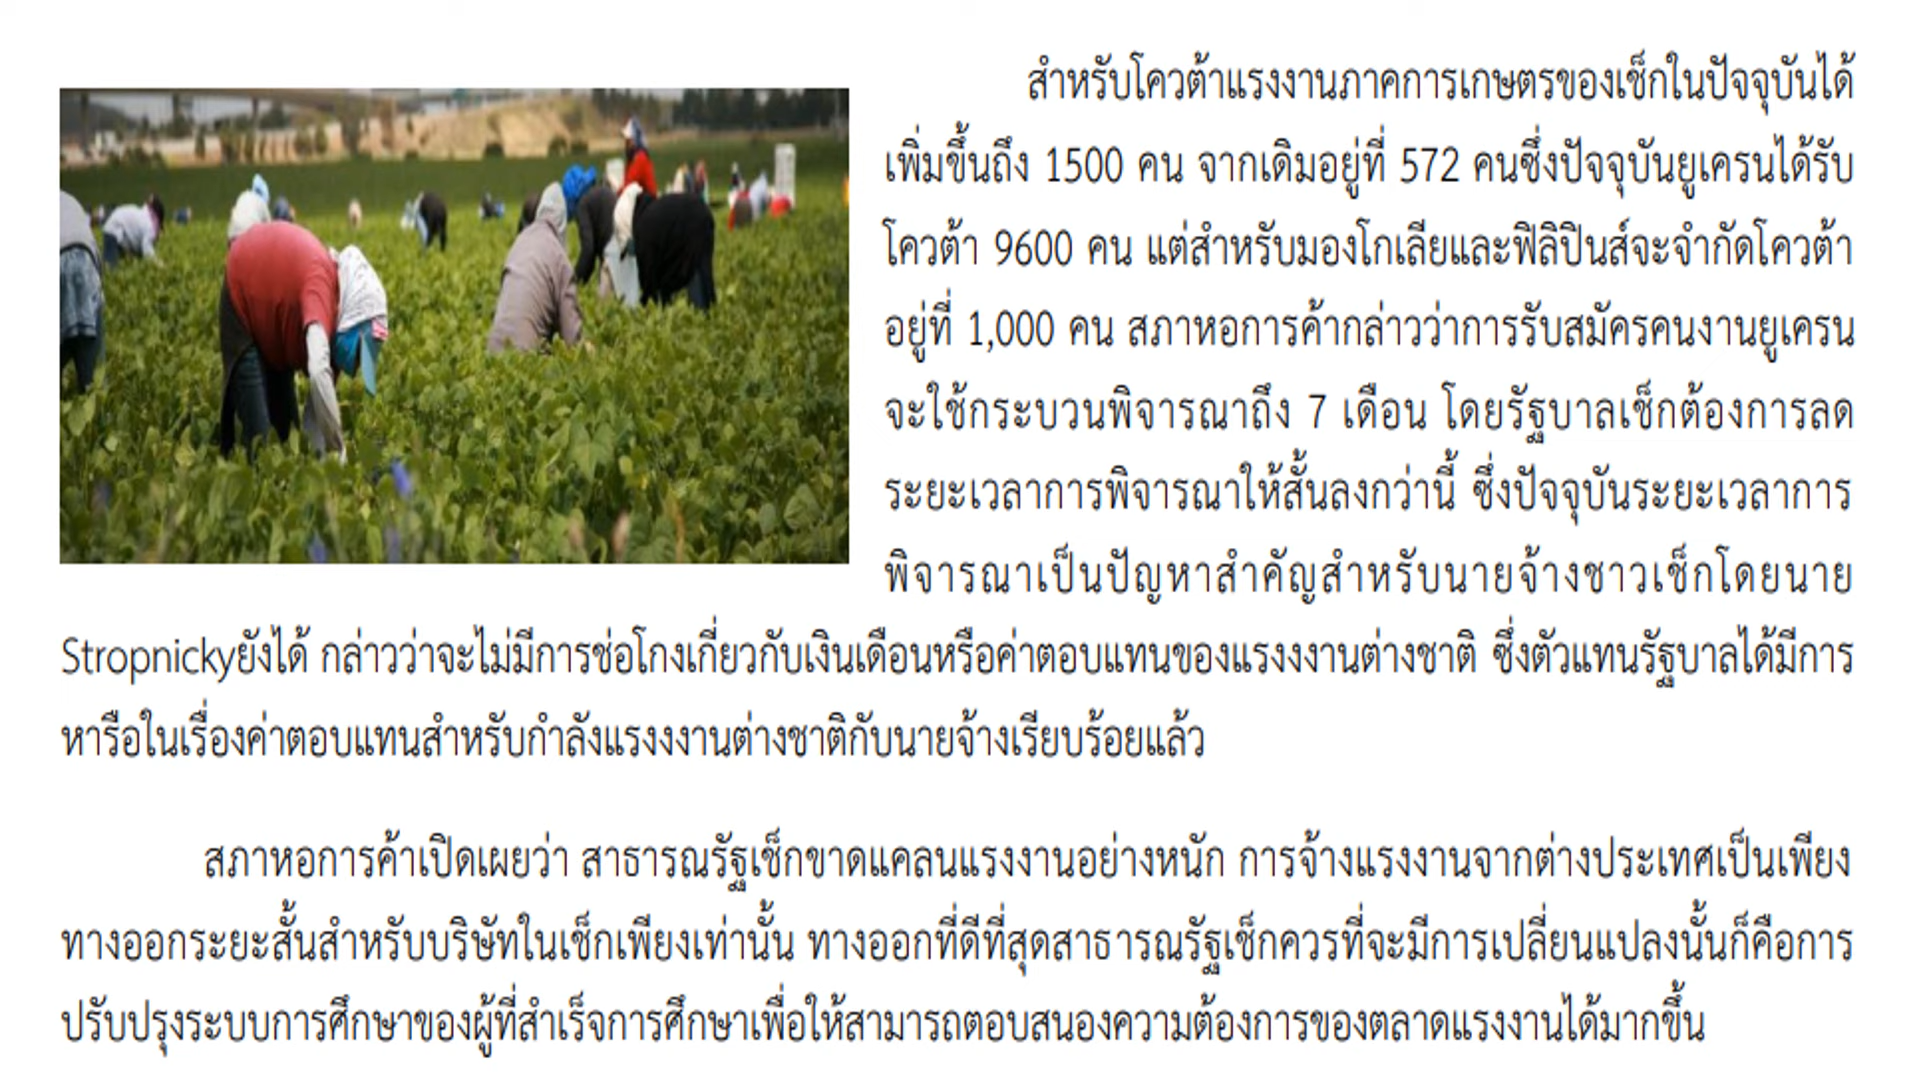 สำหรับโควต้าแรงงานภาคการเกษตรของเช็กในปัจจุบันได้
เพิ่มขึ้นถึง 1500 คน จากเดิมอยู่ที่ 572 คนซึ่งปัจจุบันยูเครนได้รับ
โควต้า 9600 คน แต่สำหรับมองโกเลียและฟิลิปินส์จะจำกัดโควต้า
อยู่ที่ 1,000 คน สภาหอการค้ากล่าวว่าการรับสมัครคนงานยูเครน
จะใช้กระบวนพิจารณาถึง 7 เดือน โดยรัฐบาลเช็กต้องการลด
ระยะเวลาการพิจารณาให้สั้นลงกว่านี้ ซึ่งปัจจุบันระยะเวลาการ
พิจารณาเป็นปัญหาสำคัญสำหรับนายจ้างชาวเช็กโดยนาย
Stropnickyยังได้ กล่าวว่าจะไม่มีการช่อโกงเกี่ยวกับเงินเดือนหรือค่าตอบแทนของแรงงงานต่างชาติ ซึ่งตัวแทนรัฐบาลได้มีการ
หารือในเรื่องค่าตอบแทนสำหรับกำลังแรงงงานต่างชาติกับนายจ้างเรียบร้อยแล้ว
สภาหอการค้าเปิดเผยว่า สาธารณรัฐเช็กขาดแคลนแรงงานอย่างหนัก การจ้างแรงงานจากต่างประเทศเป็นเพียง
ทางออกระยะสั้นสำหรับบริษัทในเช็กเพียงเท่านั้น ทางออกที่ดีที่สุดสาธารณรัฐเช็กควรที่จะมีการเปลี่ยนแปลงนั้นก็คือการ
ปรับปรุงระบบการศึกษาของผู้ที่สำเร็จการศึกษาเพื่อให้สามารถตอบสนองความต้องการของตลาดแรงงานได้มากขึ้น